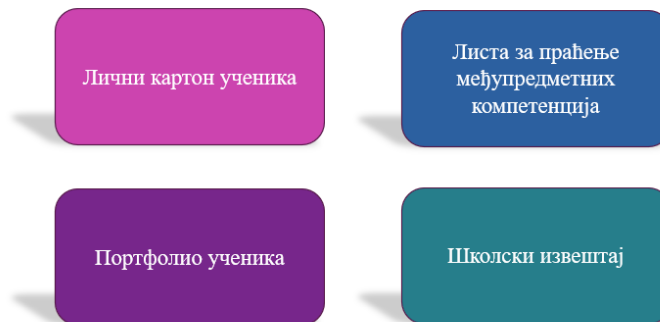 Лични картон ученика
Листа за праћење
међупредметних
компетенција
Портфолио ученика
Школски извештај